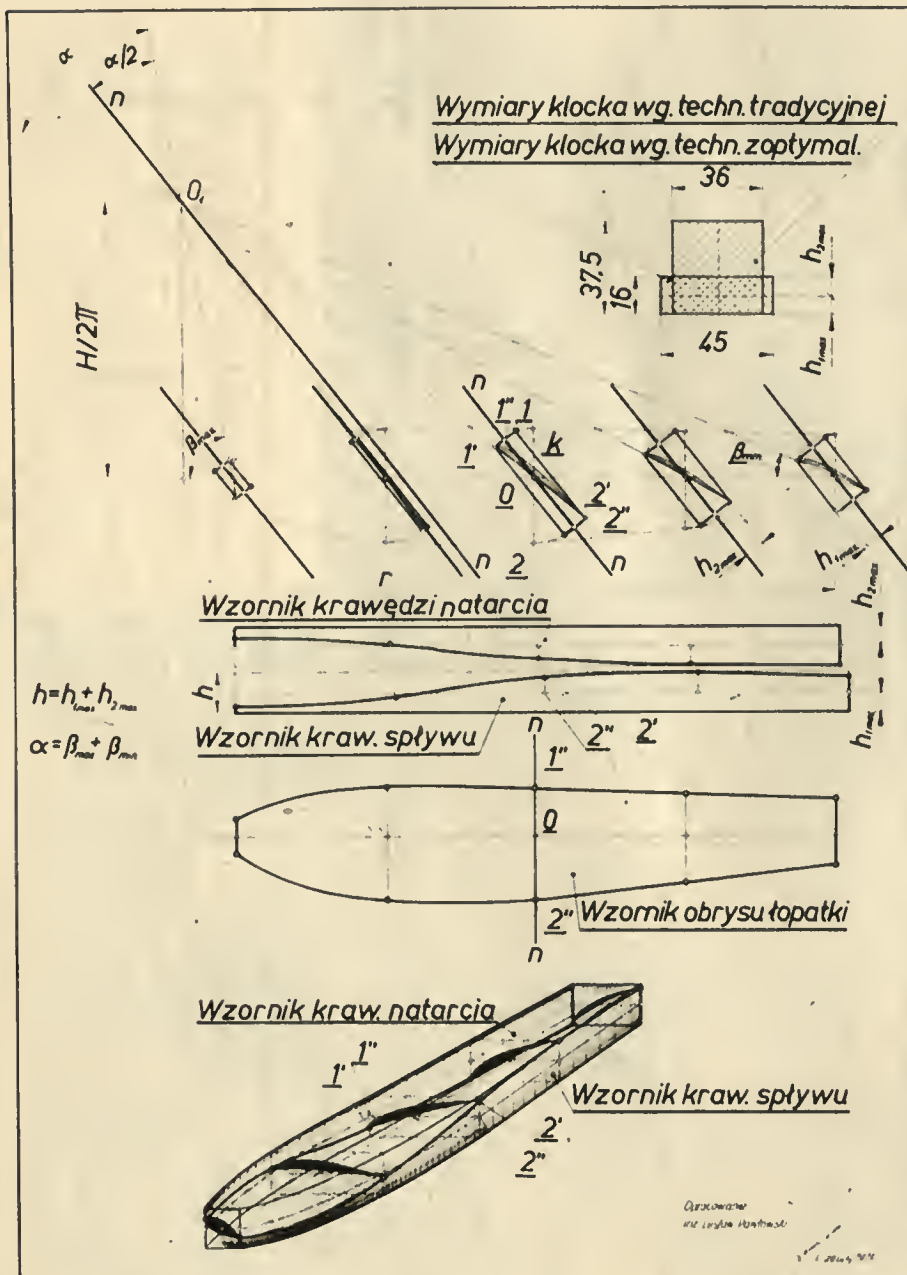 α α/2
n
Wymiary klocka wg. techn. tradycyjnej
Wymiary klocka wg. techn. zoptymal.
0₁
36
37,5
16
45
h₂max
h₁max
H/2π
βmax
n
1" 1
1'
k
0
2'
2"
βmin
r
n
2
n
h₂max
h₁max
Wzornik krawędzi natarcia
h₂max
h
h=h₁max+h₂max
α=βmax+βmin
Wzornik kraw. spływu
2" 2'
h₁max
n
1"
0
2"
n
Wzornik obrysu łopatki
Wzornik kraw. natarcia
1' 1"
Wzornik kraw. spływu
2'
2"
Opracował